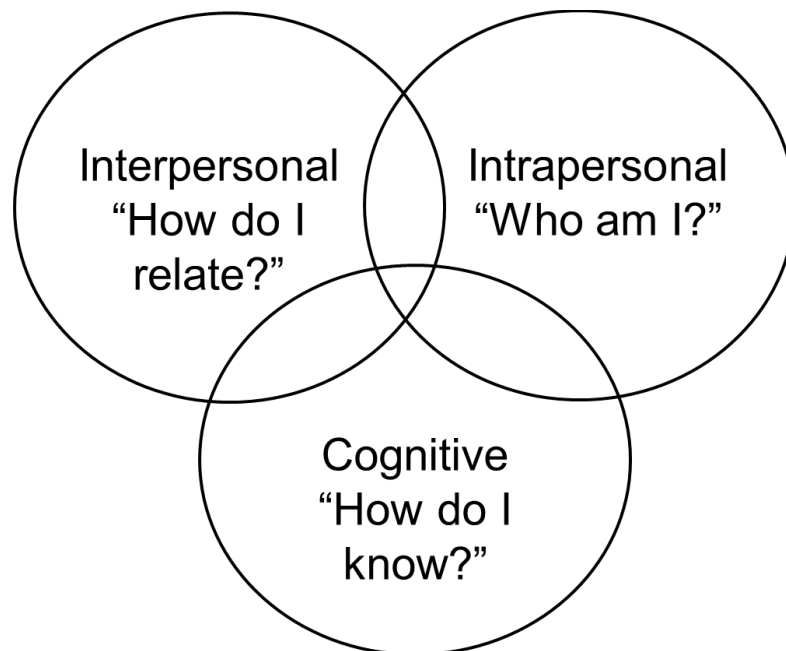 Interpersonal
“How do I
relate?”
Intrapersonal
“Who am I?”
Cognitive
“How do I
know?”